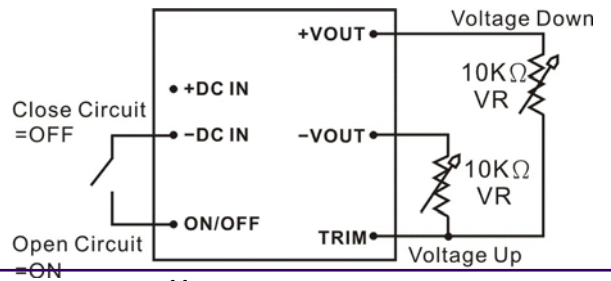 Voltage Down
+VOUT
10KΩ
VR
+DC IN
Close Circuit
=OFF
−DC IN
−VOUT
10KΩ
VR
ON/OFF
TRIM
Open Circuit
=ON
Voltage Up